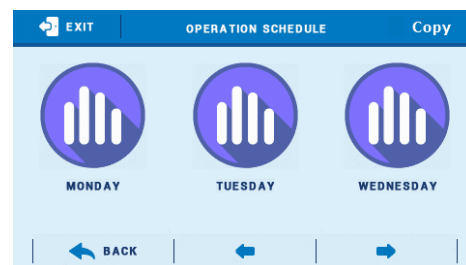 EXIT OPERATION SCHEDULE Copy
MONDAY TUESDAY WEDNESDAY
BACK